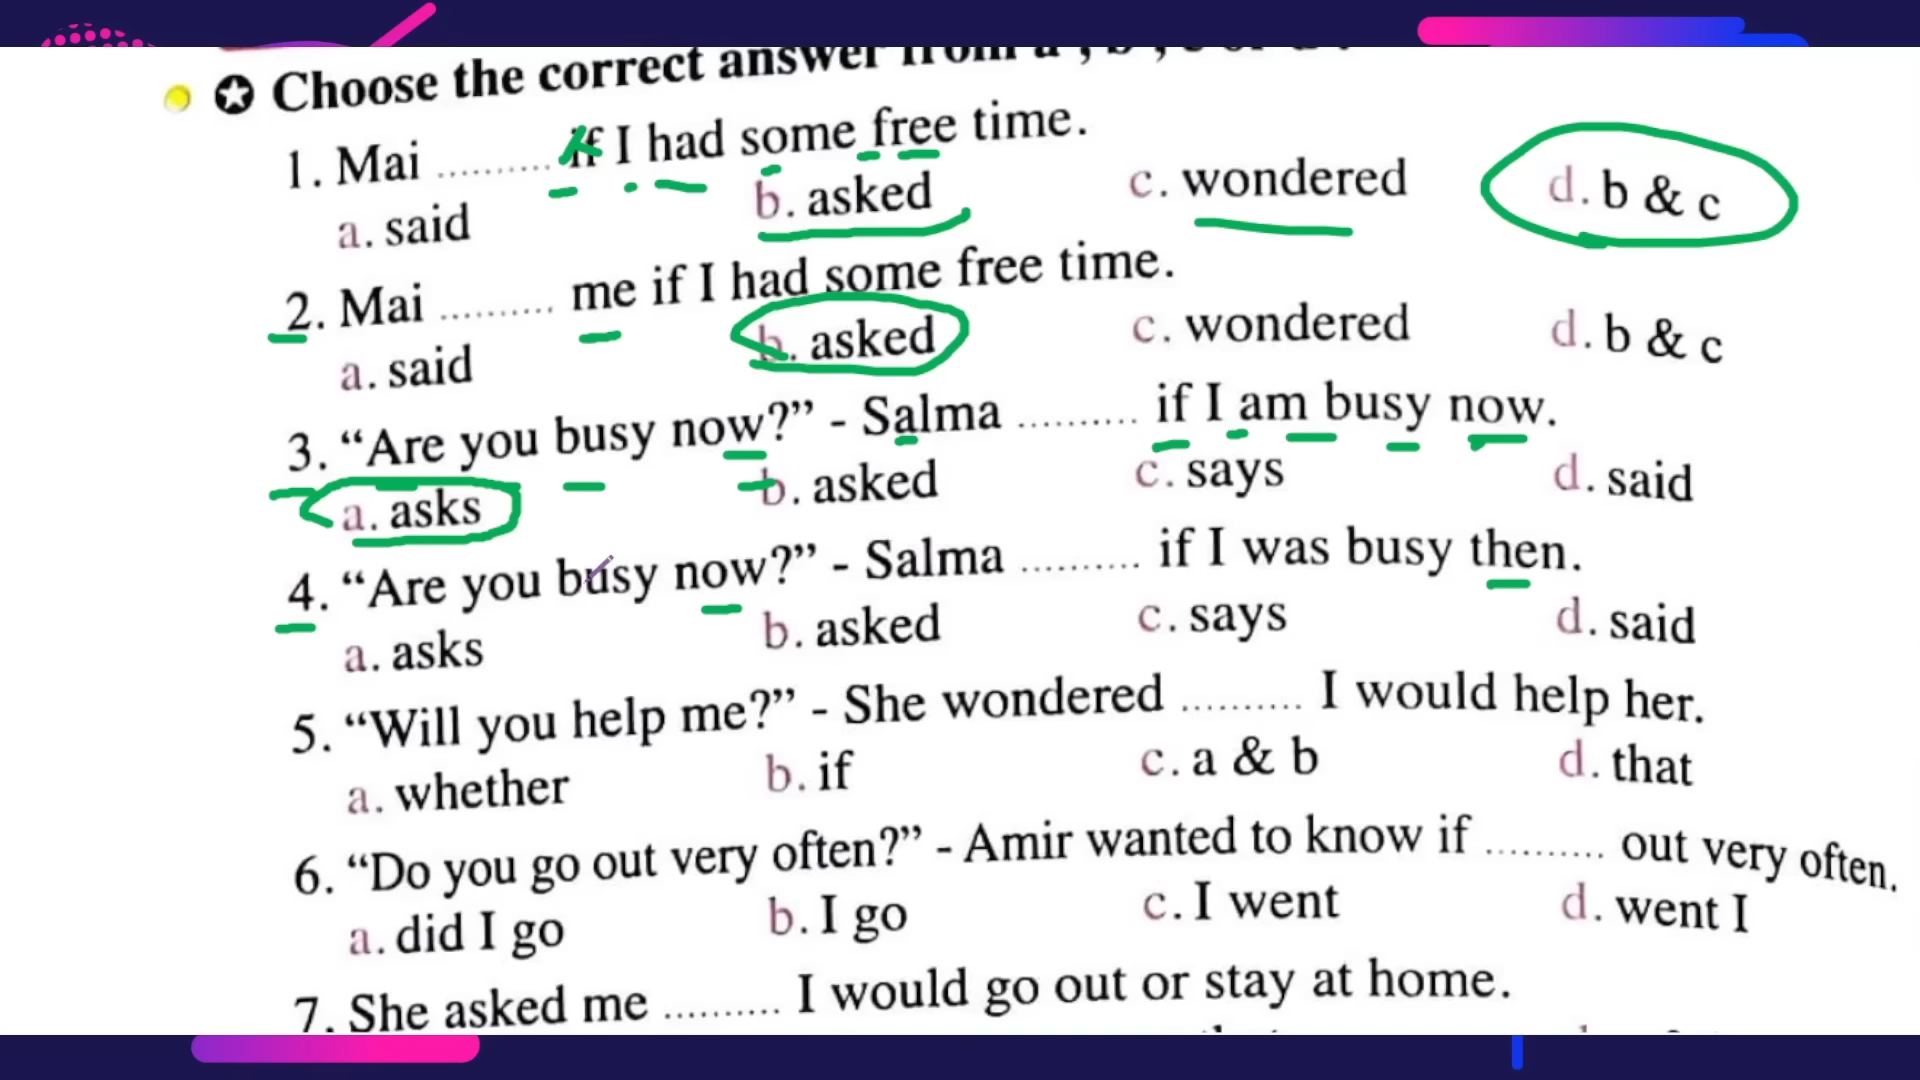 Choose the correct answer from a , b , c or d :
1. Mai .......... if I had some free time.
a. said b. asked c. wondered d. b & c
2. Mai .......... me if I had some free time.
a. said b. asked c. wondered d. b & c
3. “Are you busy now?” - Salma .......... if I am busy now.
a. asks b. asked c. says d. said
4. “Are you busy now?” - Salma .......... if I was busy then.
a. asks b. asked c. says d. said
5. “Will you help me?” - She wondered .......... I would help her.
a. whether b. if c. a & b d. that
6. “Do you go out very often?” - Amir wanted to know if .......... out very often.
a. did I go b. I go c. I went d. went I
7. She asked me .......... I would go out or stay at home.